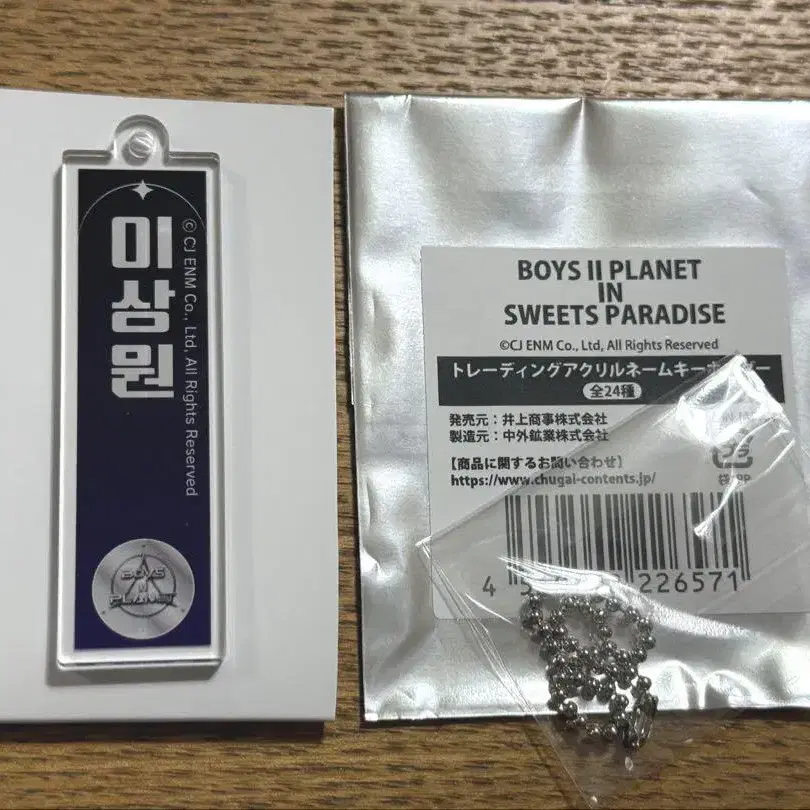 이상원
© CJ ENM Co., Ltd, All Rights Reserved
BOYS
II
PLANET
BOYS II PLANET
IN
SWEETS PARADISE
©CJ ENM Co., Ltd, All Rights Reserved
トレーディングアクリルネームキーホ
全24種
発売元：井上商事株式会社
製造元：中外鉱業株式会社
【商品に関するお問い合わせ】
https://www.chugai-contents.jp/
プラ
4
226571